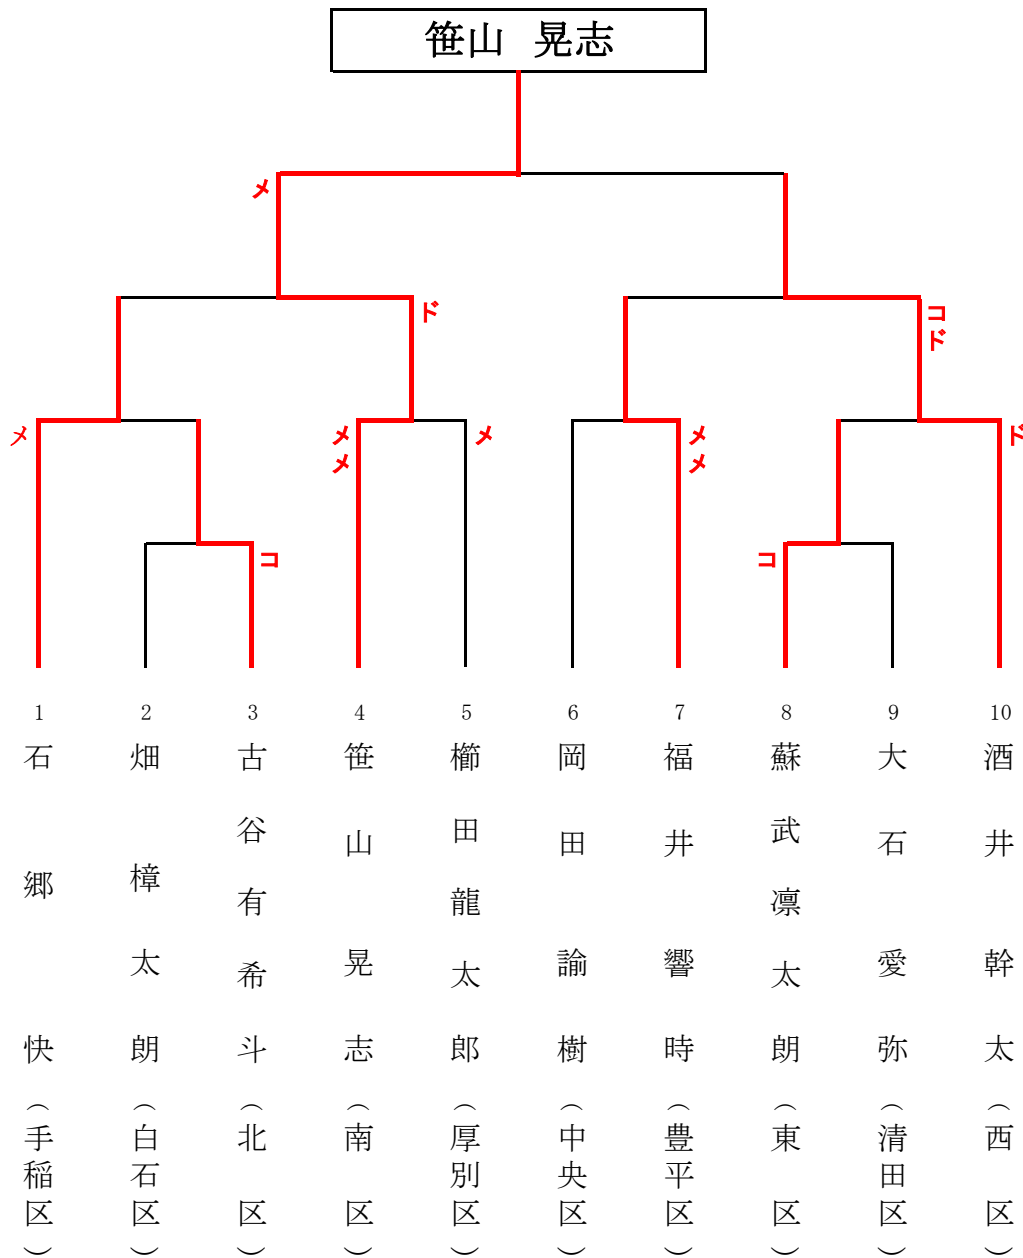 笹山　晃志
メ
ド
コ
ド
メ
メ
メ
メ
メ
メ
ド
コ
コ
1
2
3
4
5
6
7
8
9
10
石郷快（手稲区）
畑樟太朗（白石区）
古谷有希斗（北区）
笹山晃志（南区）
櫛田龍太郎（厚別区）
岡田諭樹（中央区）
福井響時（豊平区）
蘇武凛太朗（東区）
大石愛弥（清田区）
酒井幹太（西区）